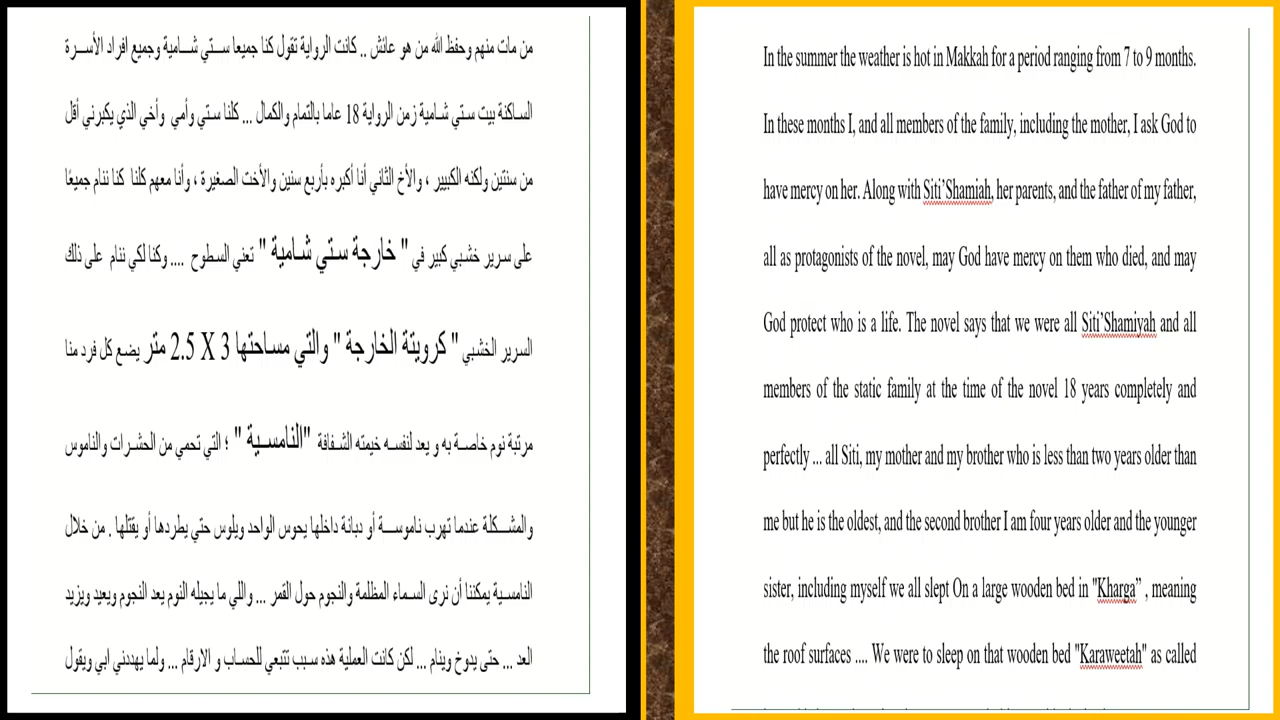 من مات منهم وحفظ الله من هو عائش .. كانت الرواية تقول كنا جميعا ستي شامية وجميع افراد الأسرة
الساكنة بيت ستي شامية زمن الرواية 18 عاما بالتمام والكمال ... كلنا ستي وأمي وأخي الذي يكبرني أقل
من سنتين ولكنه الكبيير ، والأخ الثاني أنا أكبره بأربع سنين والأخت الصغيرة ، وأنا معهم كلنا كنا ننام جميعًا
على سرير خشبي كبير في " خارجة ستي شامية " تعني السطوح .... وكنا لكي ننام على ذلك
السرير الخشبي " كرويتة الخارجة " والتي مساحتها 3 X 2.5 متر يضع كل فرد منا
مرتبة نوم خاصة به و يعد لنفسه خيمته الشفافة "النامسية " ؛ التي تحمي من الحشرات والناموس
والمشكلة عندما تهرب ناموسة أو دبانة داخلها يحوس الواحد ويلوس حتي يطردها أو يقتلها . من خلال
النامسية يمكننا أن نرى السماء المظلمة والنجوم حول القمر ... واللي ما يجيله النوم يعد النجوم ويعيد ويزيد
العد ... حتى يدوخ وينام ... لكن كانت العملية هذه سبب تتبعي للحساب و الارقام ... ولما يهددني ابي ويقول
In the summer the weather is hot in Makkah for a period ranging from 7 to 9 months.
In these months I, and all members of the family, including the mother, I ask God to
have mercy on her. Along with Siti’Shamiah, her parents, and the father of my father,
all as protagonists of the novel, may God have mercy on them who died, and may
God protect who is a life. The novel says that we were all Siti’Shamiyah and all
members of the static family at the time of the novel 18 years completely and
perfectly ... all Siti, my mother and my brother who is less than two years older than
me but he is the oldest, and the second brother I am four years older and the younger
sister, including myself we all slept On a large wooden bed in "Kharga” , meaning
the roof surfaces .... We were to sleep on that wooden bed "Karaweetah" as called